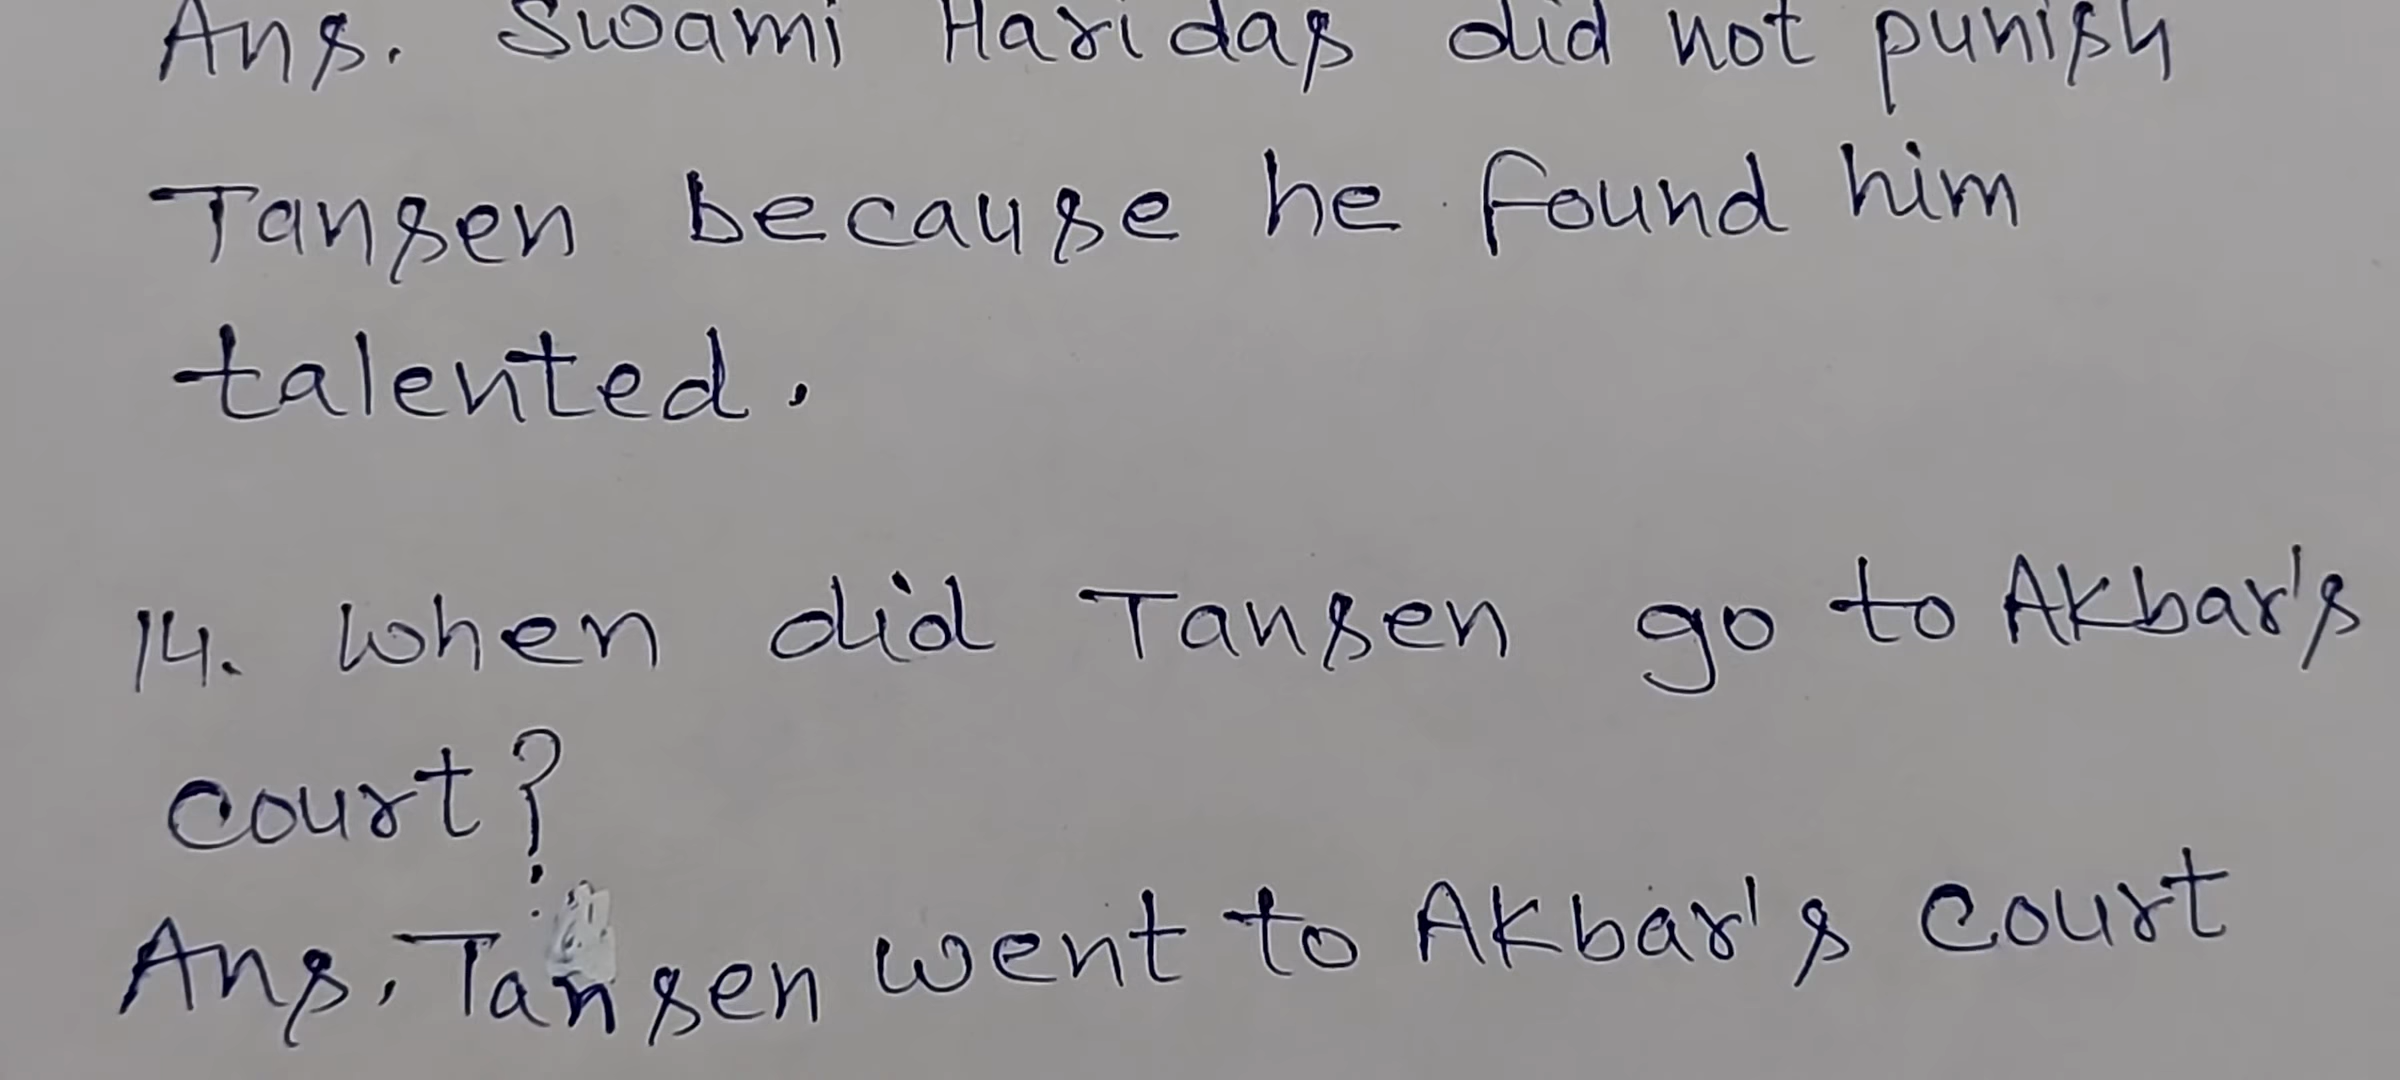 Ans. Swami Haridas did not punish
Tansen because he found him
talented.
14. When did Tansen go to Akbar's
court?
Ans. Tansen went to Akbar's court